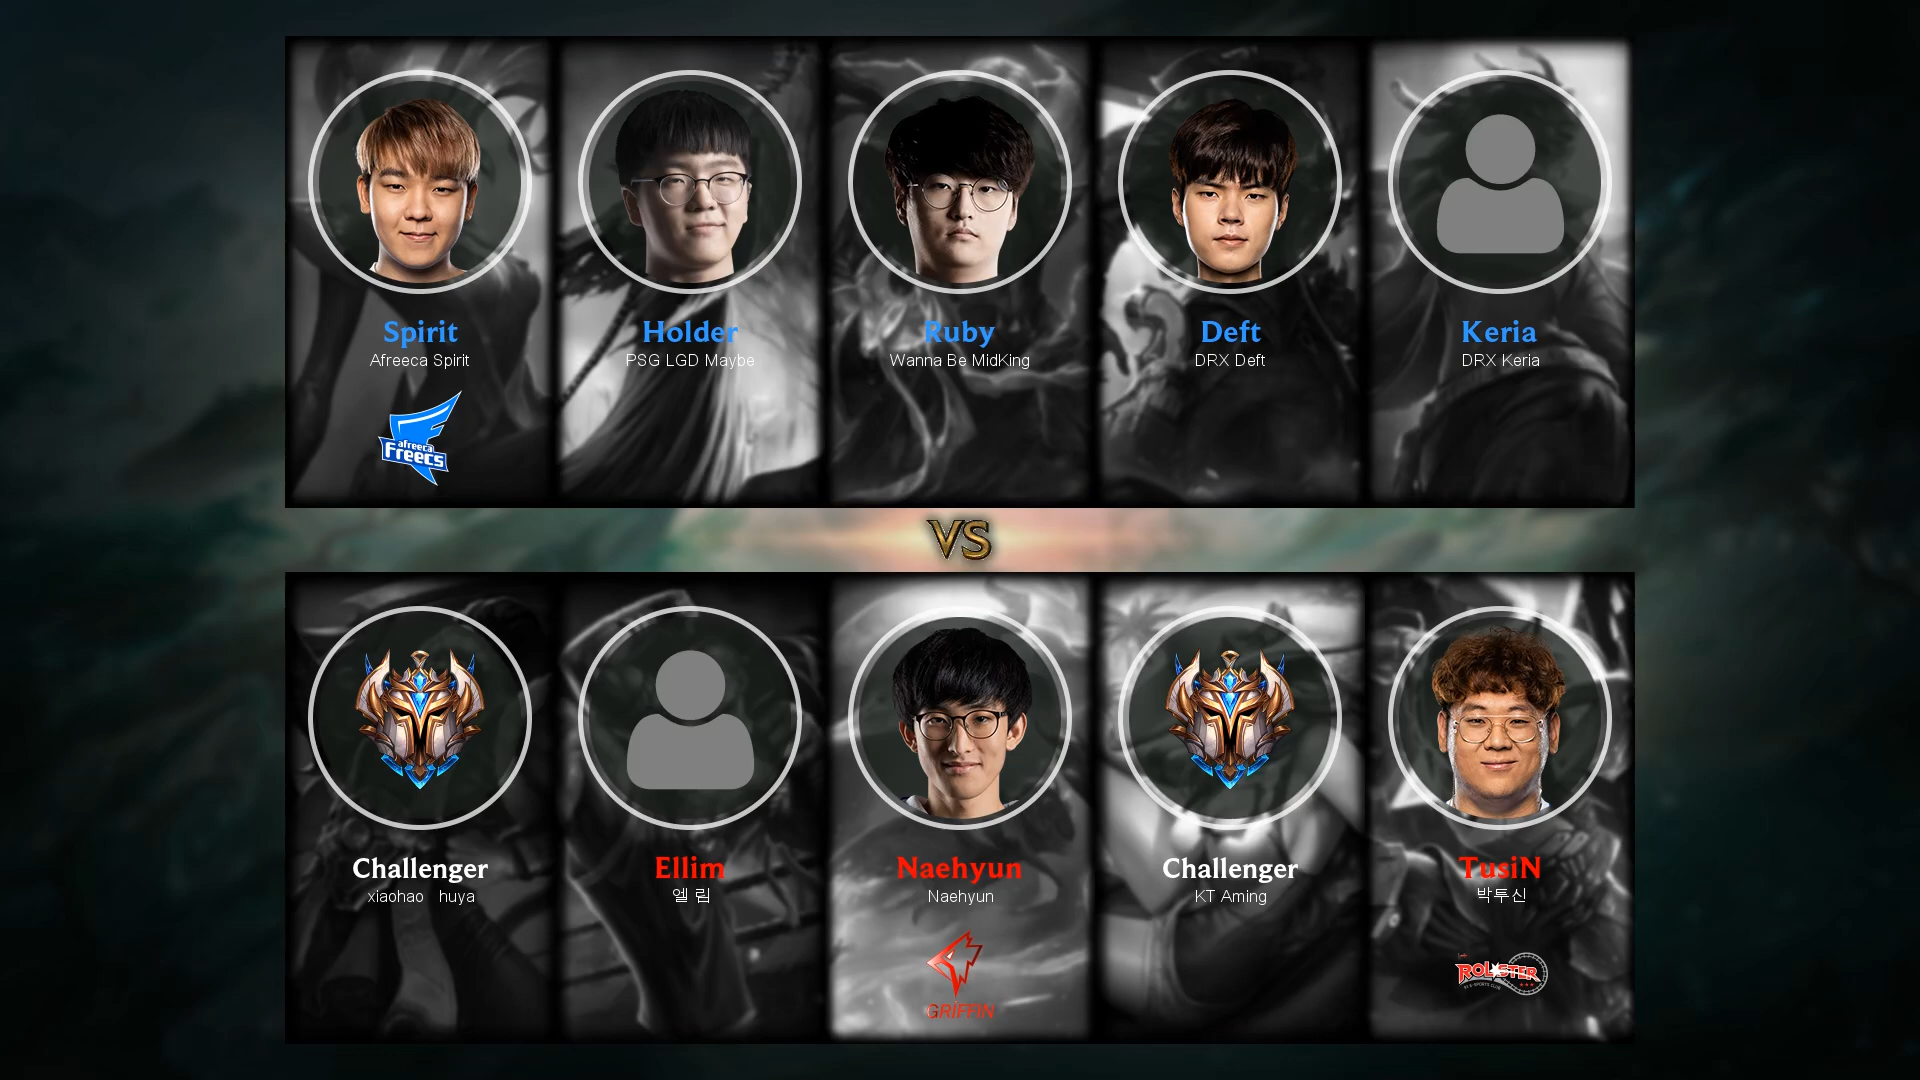 Spirit
Afreeca Spirit
afreeca
Freecs
Holder
PSG LGD Maybe
Ruby
Wanna Be MidKing
Deft
DRX Deft
Keria
DRX Keria
VS
Challenger
xiaohao huya
Ellim
엘 림
Naehyun
Naehyun
GRIFFIN
Challenger
KT Aming
TusiN
박투신
ROLSTER